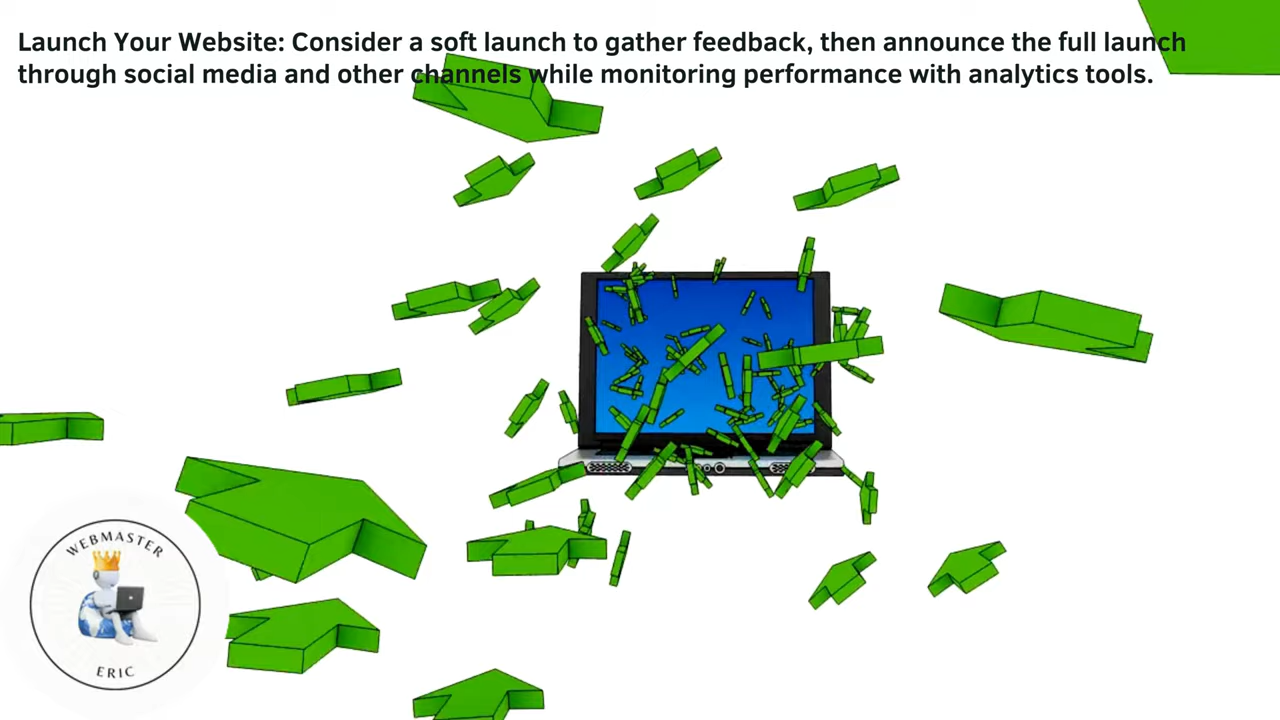 Launch Your Website: Consider a soft launch to gather feedback, then announce the full launch
through social media and other channels while monitoring performance with analytics tools.
WEBMASTER
ERIC